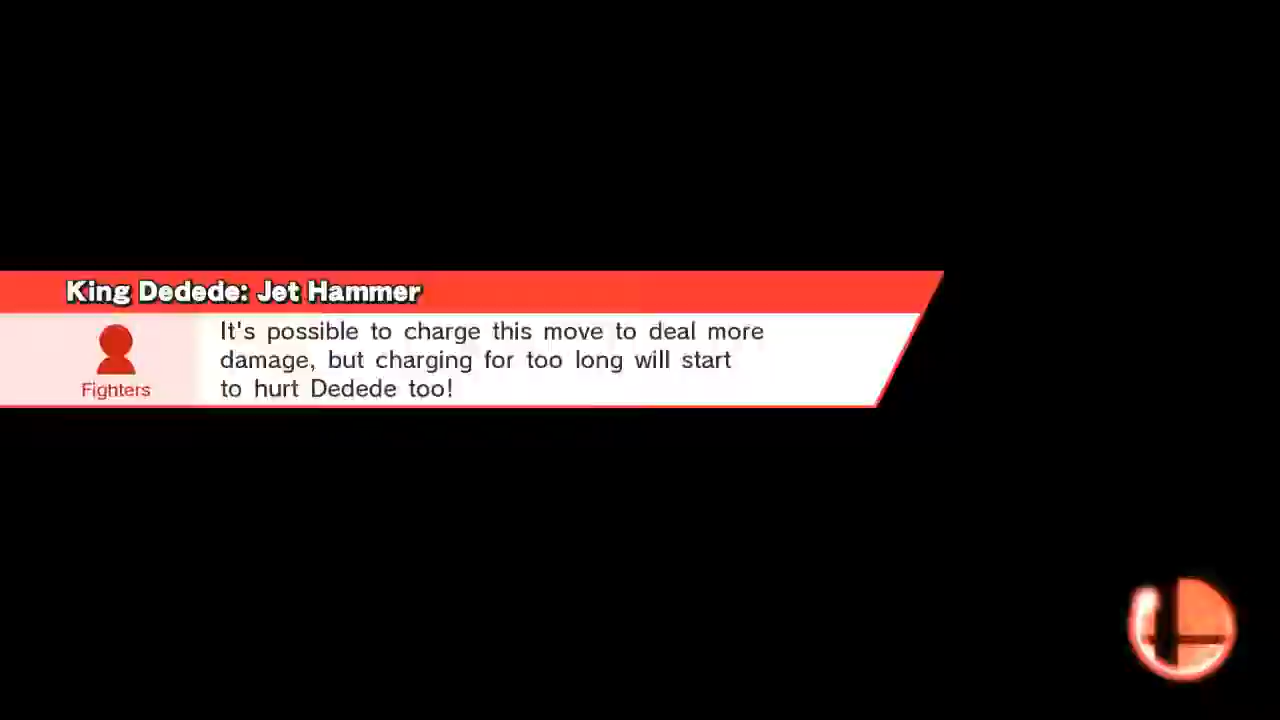 King Dedede: Jet Hammer
It's possible to charge this move to deal more
damage, but charging for too long will start
to hurt Dedede too!
Fighters